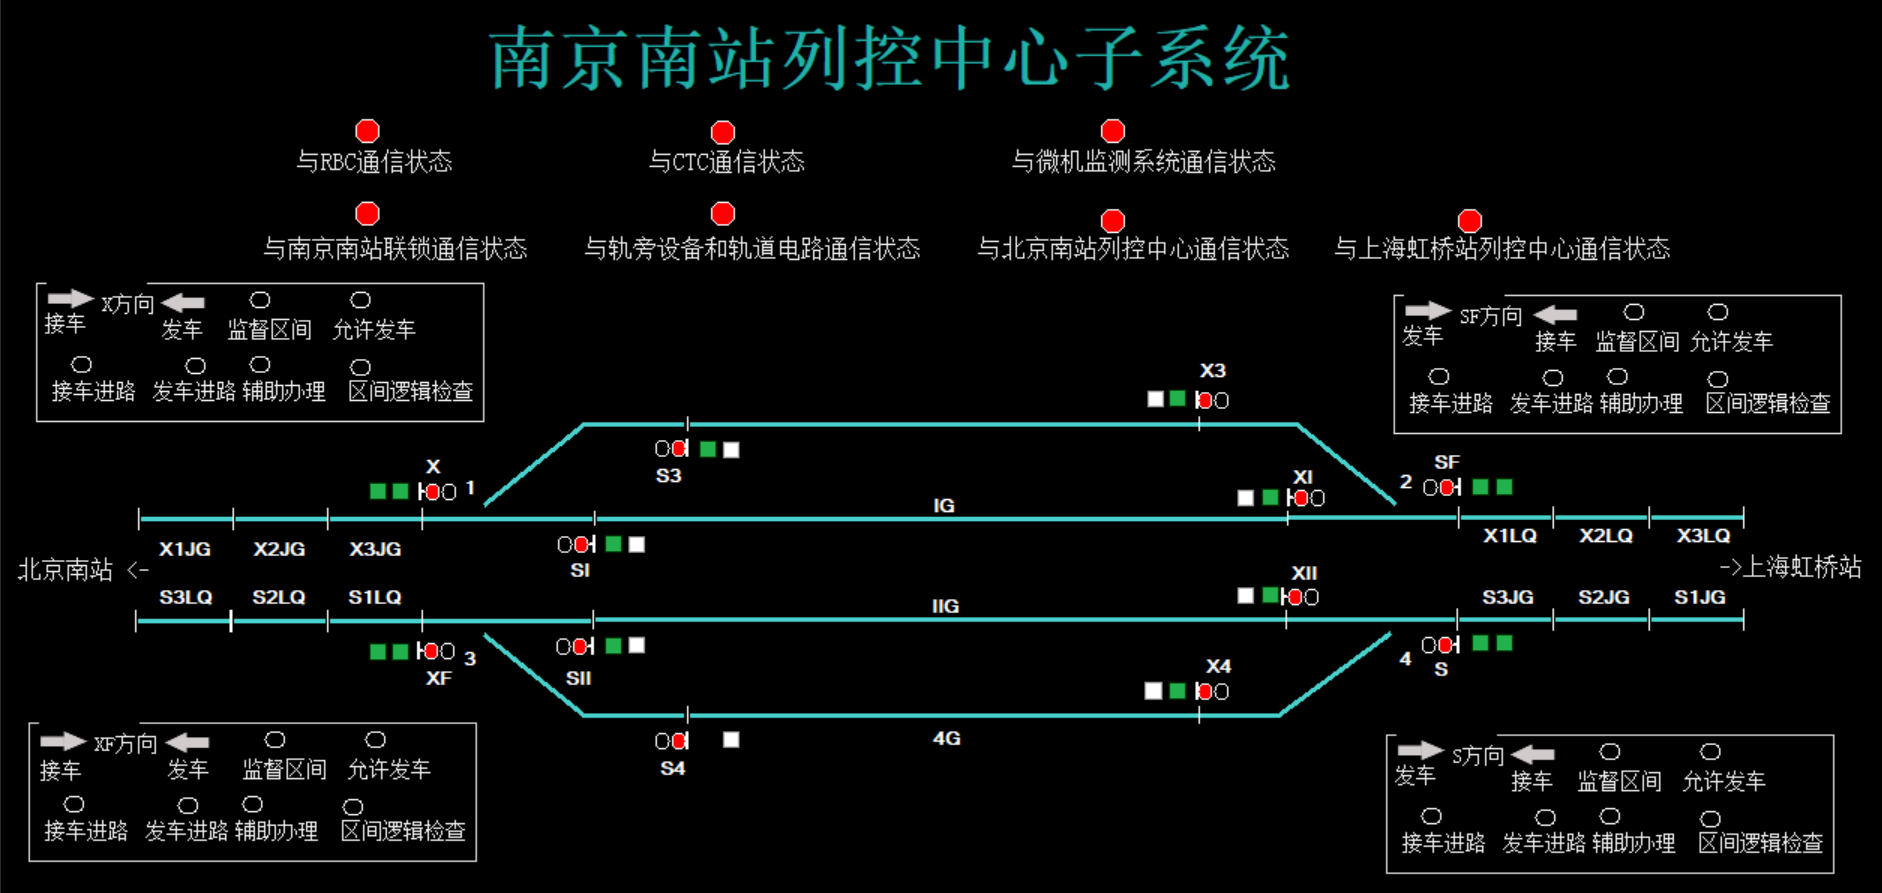 南京南站列控中心子系统
与RBC通信状态
与CTC通信状态
与微机监测系统通信状态
与南京南站联锁通信状态
与轨旁设备和轨道电路通信状态
与北京南站列控中心通信状态
与上海虹桥站列控中心通信状态
X方向
接车 发车 监督区间 允许发车
接车进路 发车进路 辅助办理 区间逻辑检查
SF方向
发车 接车 监督区间 允许发车
接车进路 发车进路 辅助办理 区间逻辑检查
X3
S3
X
1
IG
XI
2
SF
X1JG X2JG X3JG
X1LQ X2LQ X3LQ
SI
北京南站 <-
->上海虹桥站
XII
S3LQ S2LQ S1LQ
IIG
S3JG S2JG S1JG
3
XF
SII
X4
4
S
S4
4G
XF方向
接车 发车 监督区间 允许发车
接车进路 发车进路 辅助办理 区间逻辑检查
S方向
发车 接车 监督区间 允许发车
接车进路 发车进路 辅助办理 区间逻辑检查